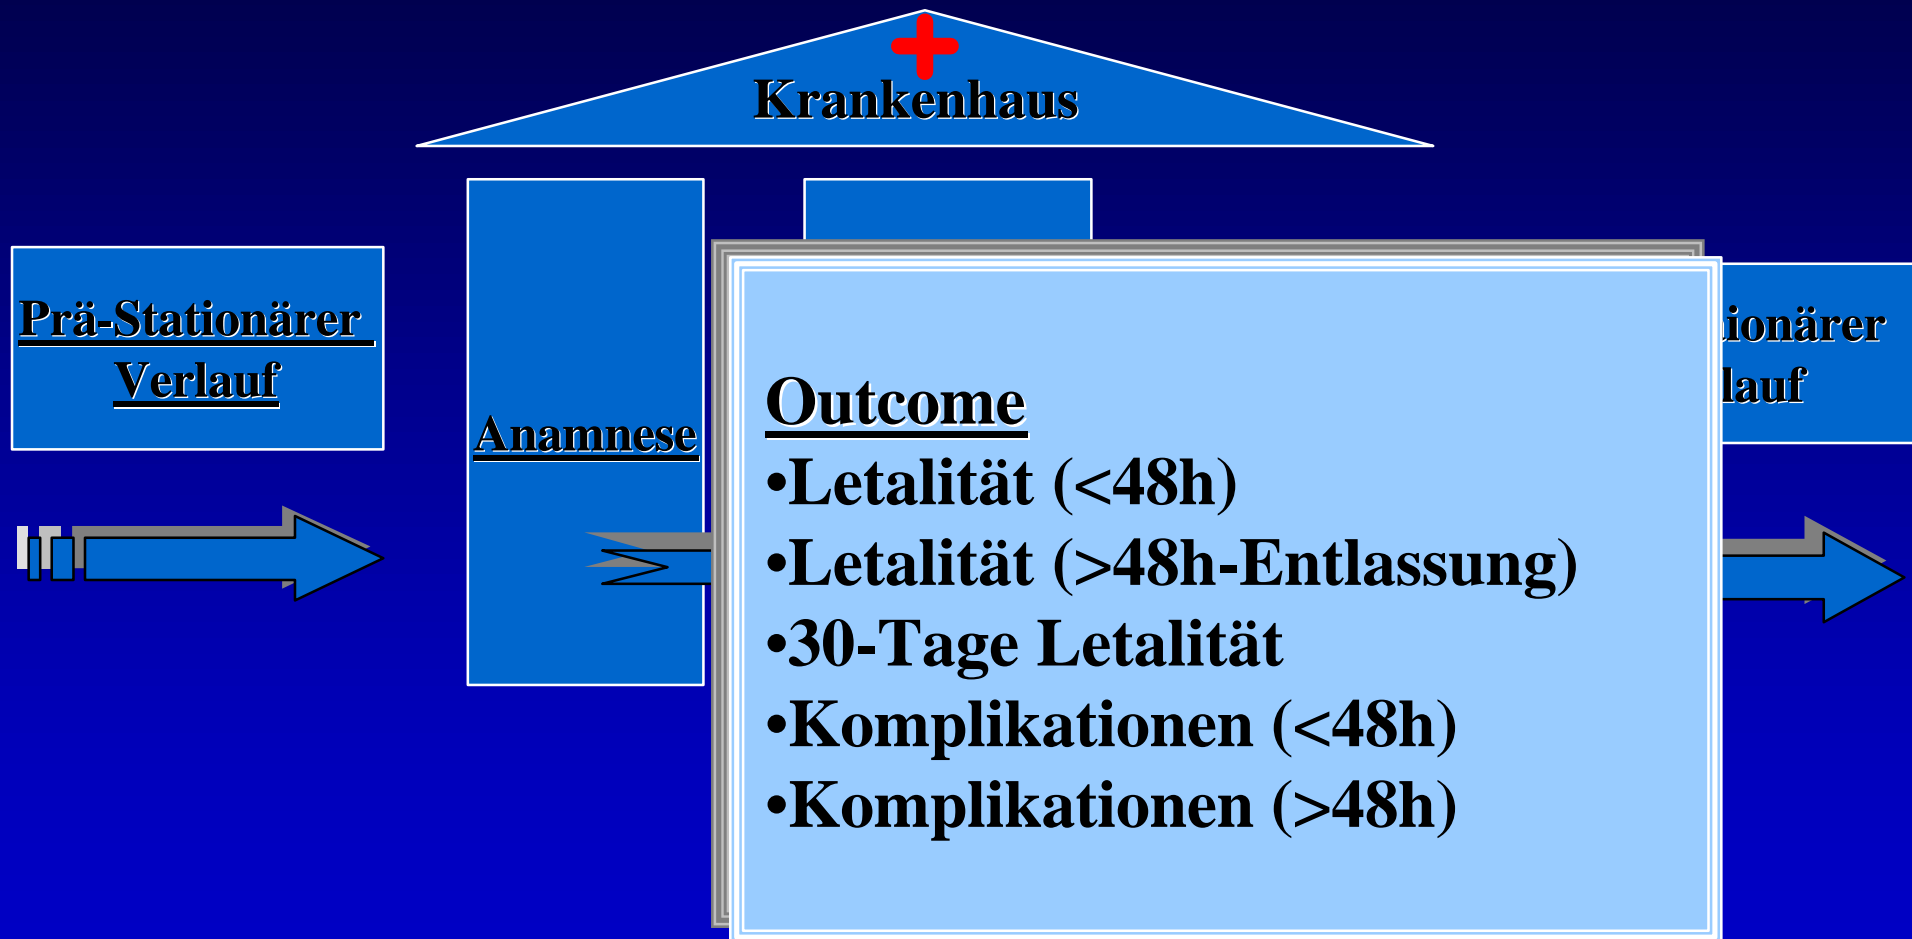 Krankenhaus
Prä-Stationärer
Verlauf
Anamnese
Outcome
•Letalität (<48h)
•Letalität (>48h-Entlassung)
•30-Tage Letalität
•Komplikationen (<48h)
•Komplikationen (>48h)
ionärer
lauf